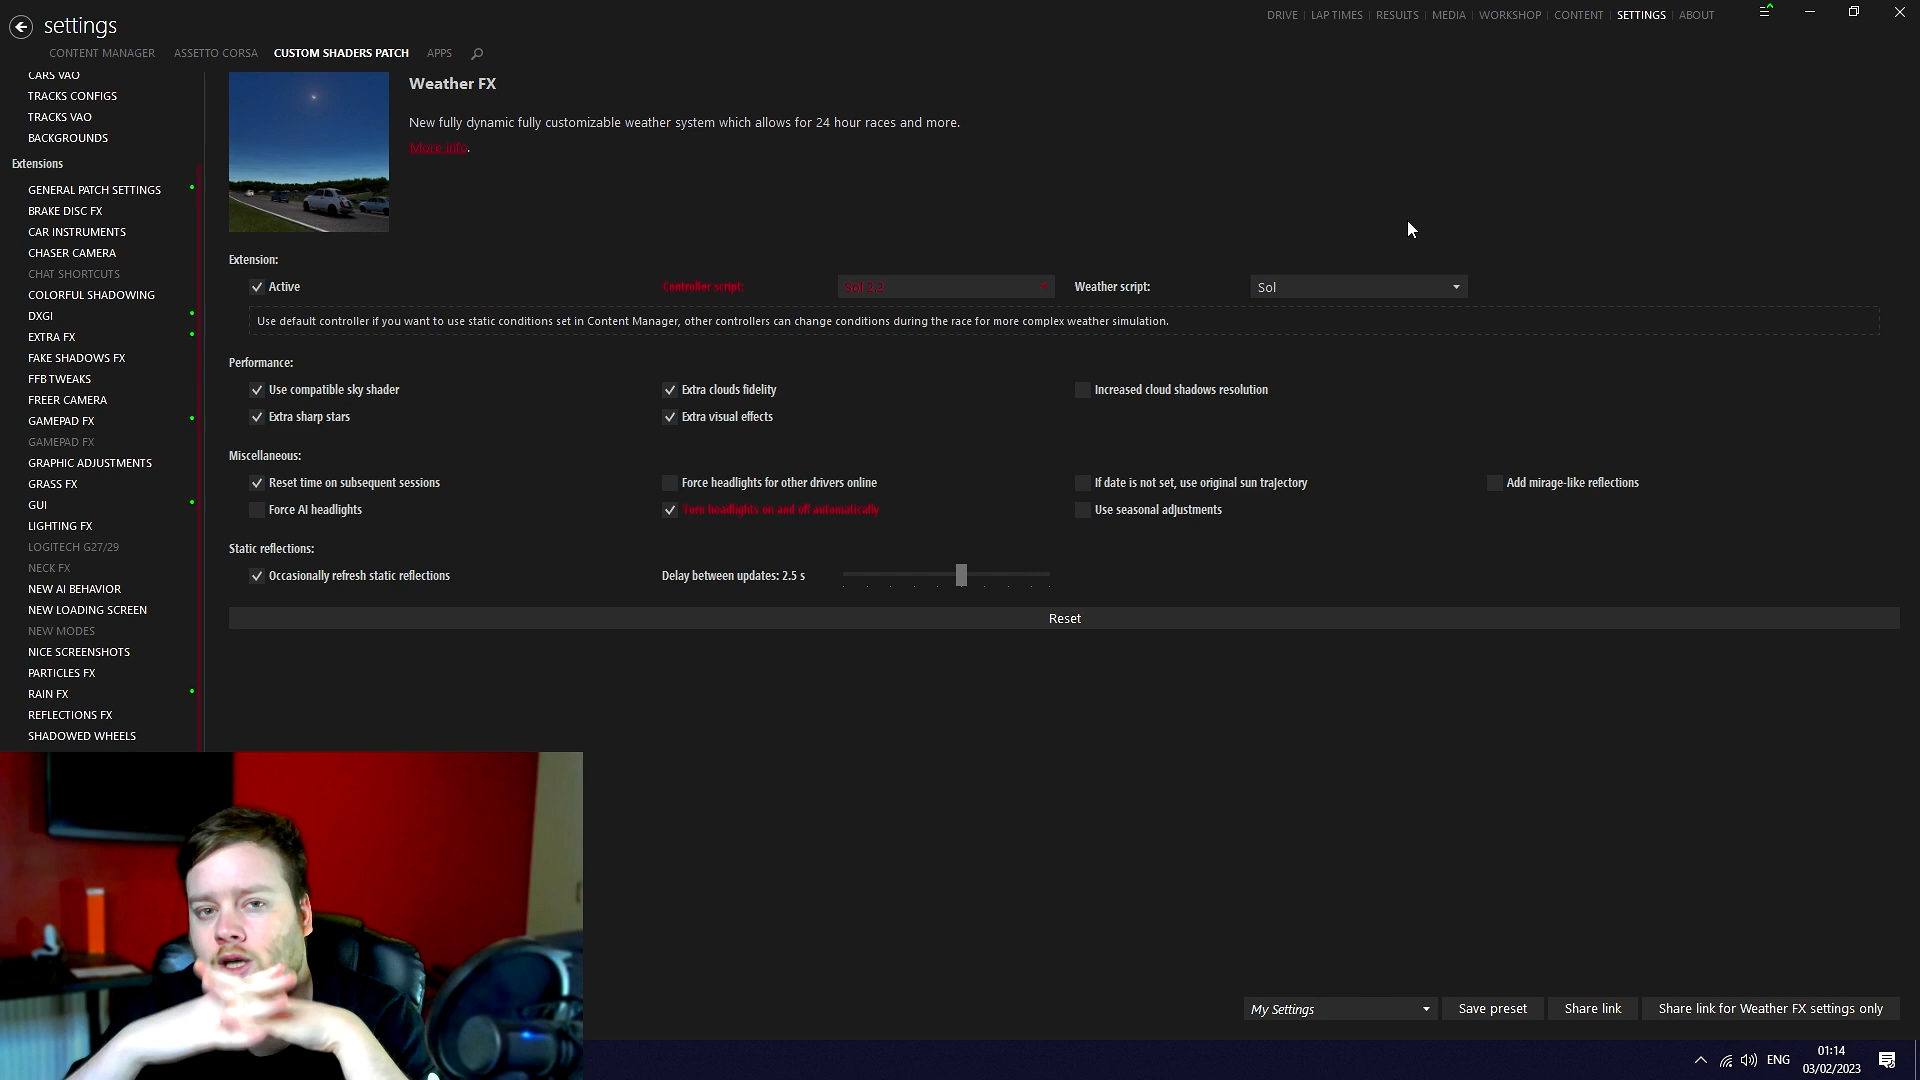 settings
DRIVE | LAP TIMES | RESULTS | MEDIA | WORKSHOP | CONTENT | SETTINGS | ABOUT
CONTENT MANAGER ASSETTO CORSA CUSTOM SHADERS PATCH APPS
CARS VAO
TRACKS CONFIGS
TRACKS VAO
BACKGROUNDS
Extensions
GENERAL PATCH SETTINGS
BRAKE DISC FX
CAR INSTRUMENTS
CHASER CAMERA
CHAT SHORTCUTS
COLORFUL SHADOWING
DXGI
EXTRA FX
FAKE SHADOWS FX
FFB TWEAKS
FREER CAMERA
GAMEPAD FX
GAMEPAD FX
GRAPHIC ADJUSTMENTS
GRASS FX
GUI
LIGHTING FX
LOGITECH G27/29
NECK FX
NEW AI BEHAVIOR
NEW LOADING SCREEN
NEW MODES
NICE SCREENSHOTS
PARTICLES FX
RAIN FX
REFLECTIONS FX
SHADOWED WHEELS
Weather FX
New fully dynamic fully customizable weather system which allows for 24 hour races and more.
More info.
Extension:
Active Controller script: Sol 2.2 Weather script: Sol
Use default controller if you want to use static conditions set in Content Manager, other controllers can change conditions during the race for more complex weather simulation.
Performance:
Use compatible sky shader Extra clouds fidelity Increased cloud shadows resolution
Extra sharp stars Extra visual effects
Miscellaneous:
Reset time on subsequent sessions Force headlights for other drivers online If date is not set, use original sun trajectory Add mirage-like reflections
Force AI headlights Turn headlights on and off automatically Use seasonal adjustments
Static reflections:
Occasionally refresh static reflections Delay between updates: 2.5 s
Reset
My Settings Save preset Share link Share link for Weather FX settings only
ENG
01:14
03/02/2023